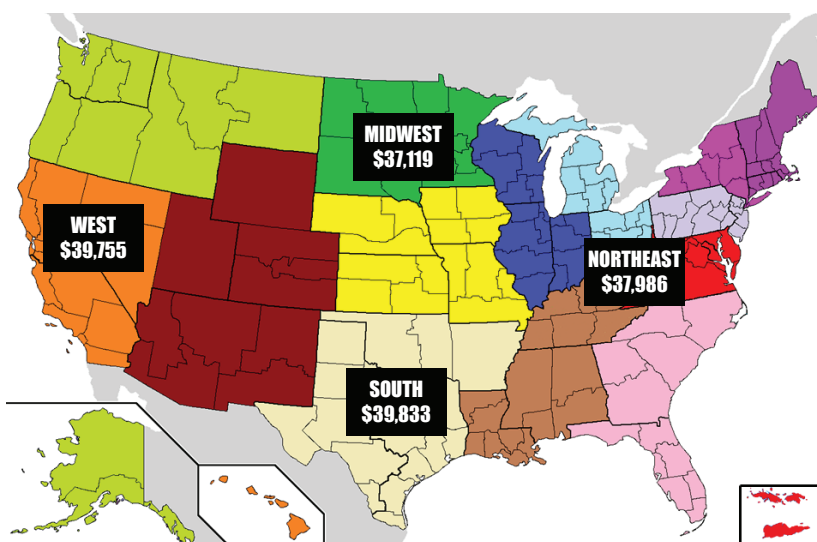 MIDWEST
$37,119
WEST
$39,755
NORTHEAST
$37,986
SOUTH
$39,833